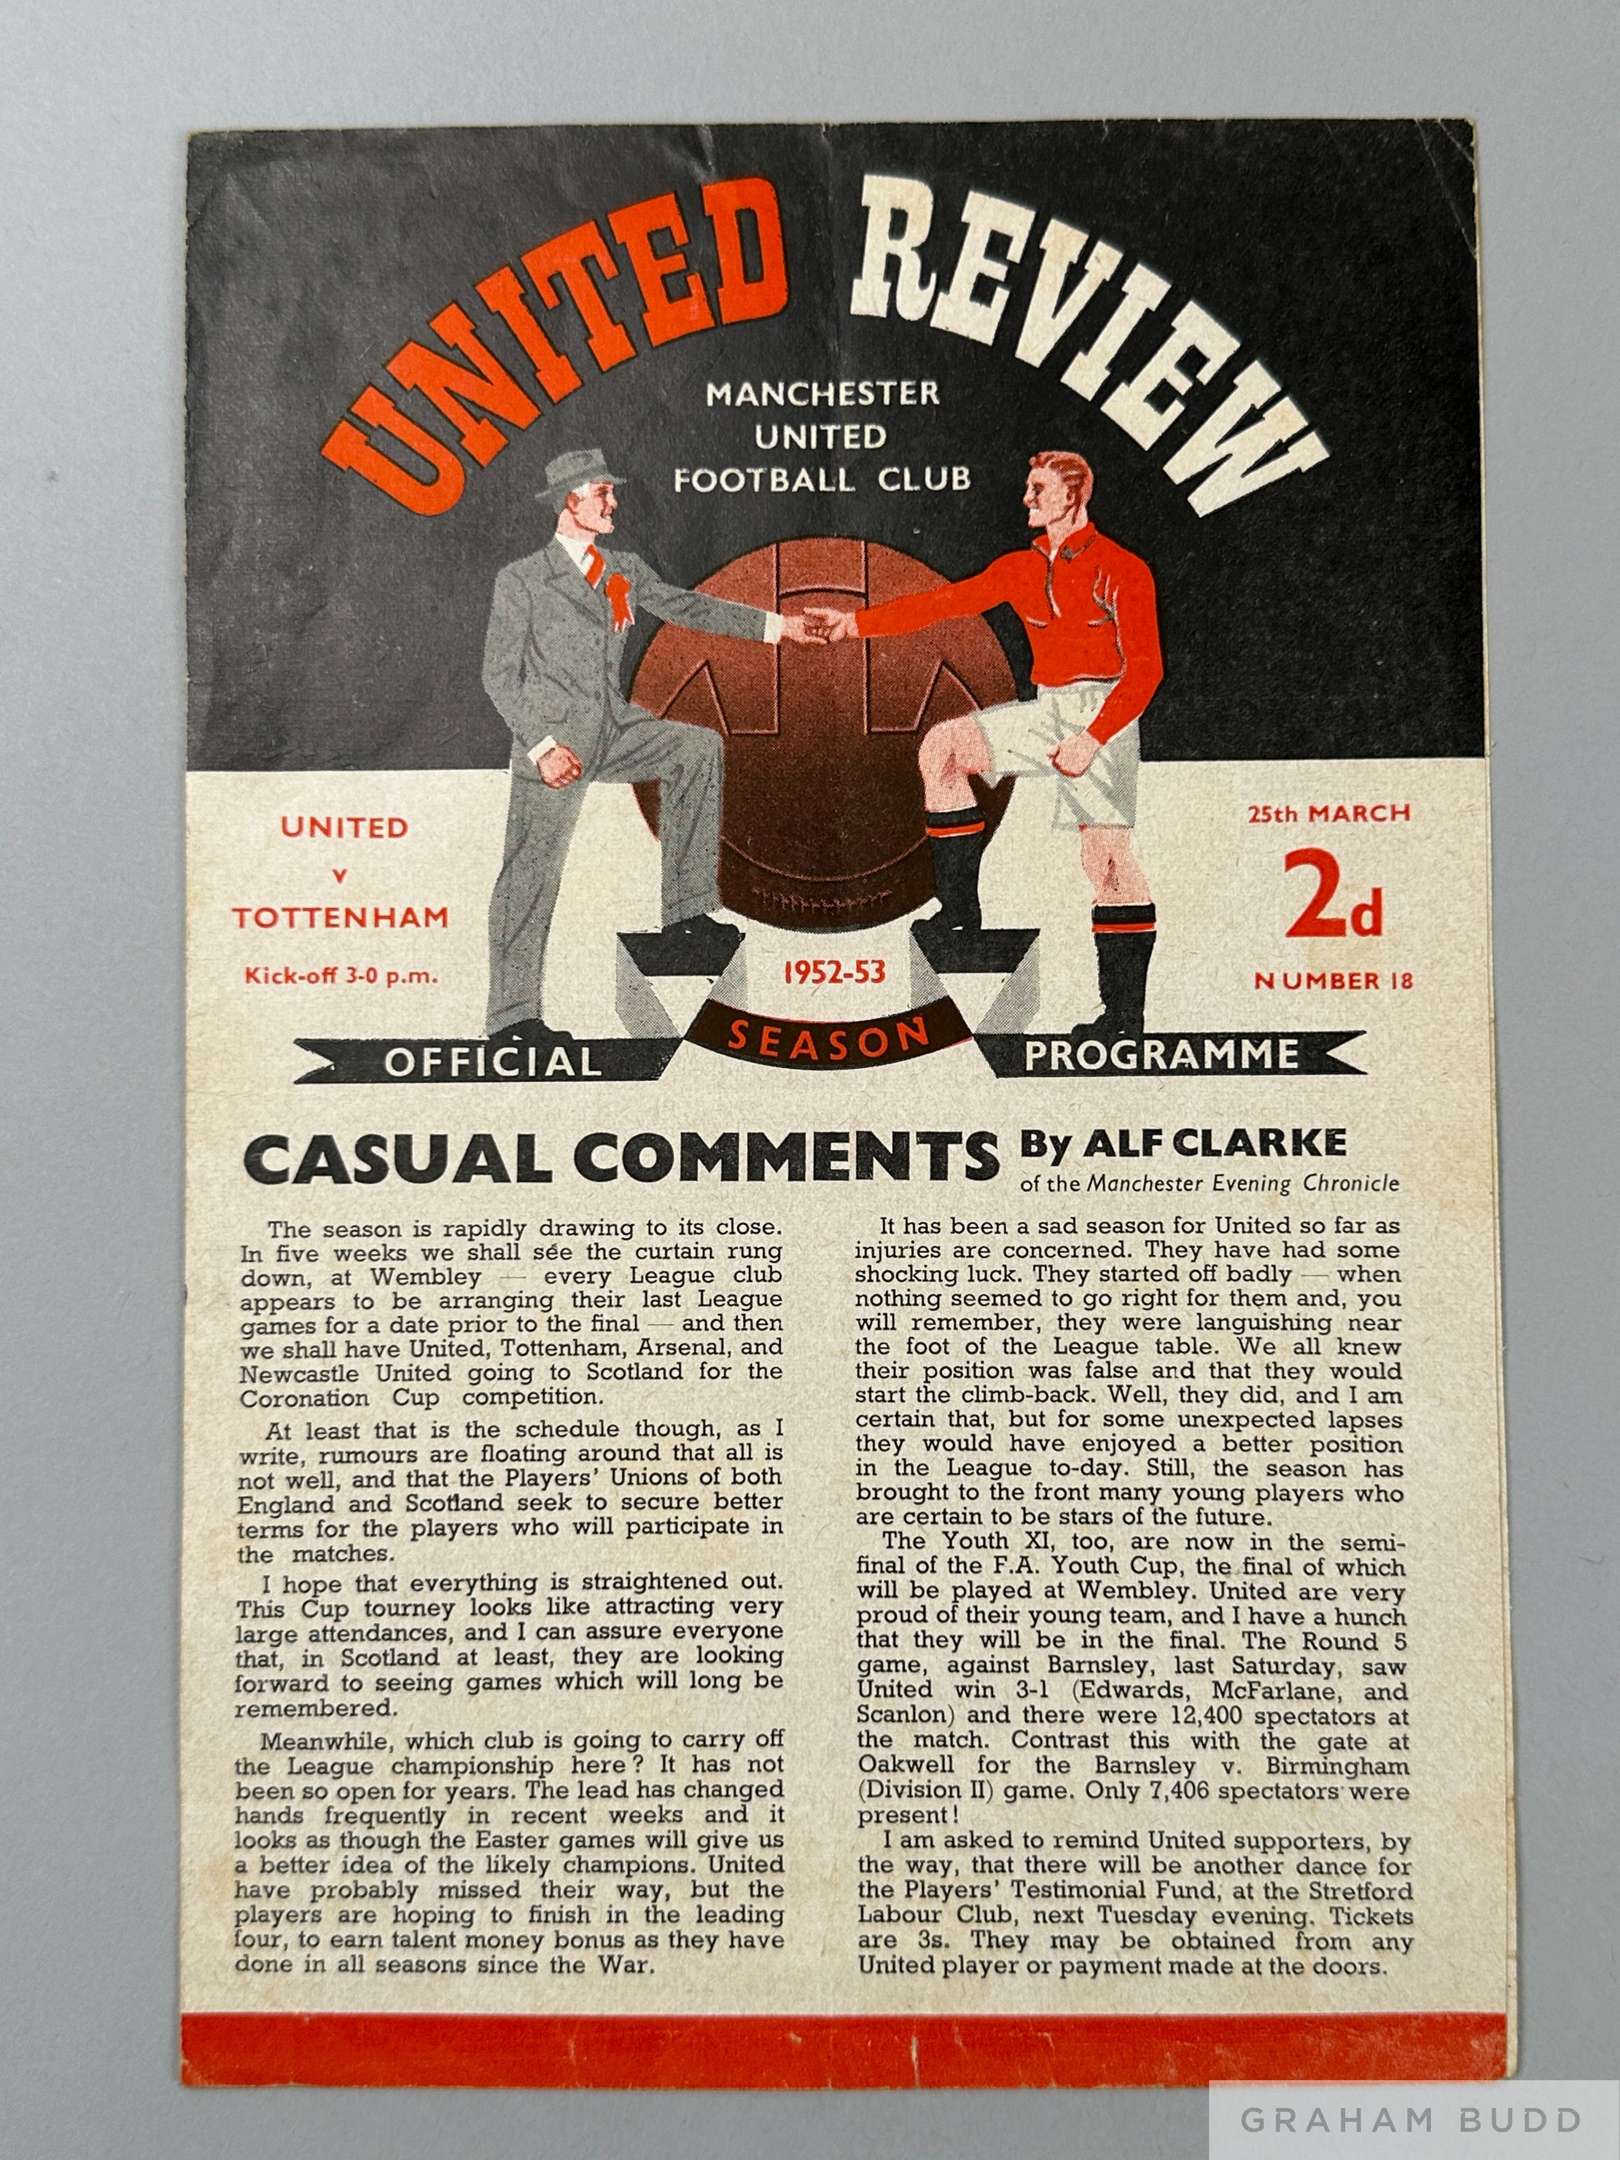 UNITED REVIEW
MANCHESTER
UNITED
FOOTBALL CLUB
UNITED
v
TOTTENHAM
Kick-off 3-0 p.m.
25th MARCH
2d
NUMBER 18
1952-53
OFFICIAL SEASON PROGRAMME
CASUAL COMMENTS By ALF CLARKE
of the Manchester Evening Chronicle
The season is rapidly drawing to its close.
In five weeks we shall see the curtain rung
down, at Wembley — every League club
appears to be arranging their last League
games for a date prior to the final — and then
we shall have United, Tottenham, Arsenal, and
Newcastle United going to Scotland for the
Coronation Cup competition.
At least that is the schedule though, as I
write, rumours are floating around that all is
not well, and that the Players' Unions of both
England and Scotland seek to secure better
terms for the players who will participate in
the matches.
I hope that everything is straightened out.
This Cup tourney looks like attracting very
large attendances, and I can assure everyone
that, in Scotland at least, they are looking
forward to seeing games which will long be
remembered.
Meanwhile, which club is going to carry off
the League championship here? It has not
been so open for years. The lead has changed
hands frequently in recent weeks and it
looks as though the Easter games will give us
a better idea of the likely champions. United
have probably missed their way, but the
players are hoping to finish in the leading
four, to earn talent money bonus as they have
done in all seasons since the War.
It has been a sad season for United so far as
injuries are concerned. They have had some
shocking luck. They started off badly — when
nothing seemed to go right for them and, you
will remember, they were languishing near
the foot of the League table. We all knew
their position was false and that they would
start the climb-back. Well, they did, and I am
certain that, but for some unexpected lapses
they would have enjoyed a better position
in the League to-day. Still, the season has
brought to the front many young players who
are certain to be stars of the future.
The Youth XI, too, are now in the semi-
final of the F.A. Youth Cup, the final of which
will be played at Wembley. United are very
proud of their young team, and I have a hunch
that they will be in the final. The Round 5
game, against Barnsley, last Saturday, saw
United win 3-1 (Edwards, McFarlane, and
Scanlon) and there were 12,400 spectators at
the match. Contrast this with the gate at
Oakwell for the Barnsley v. Birmingham
(Division II) game. Only 7,406 spectators were
present!
I am asked to remind United supporters, by
the way, that there will be another dance for
the Players' Testimonial Fund, at the Stretford
Labour Club, next Tuesday evening. Tickets
are 3s. They may be obtained from any
United player or payment made at the doors.
GRAHAM BUDD